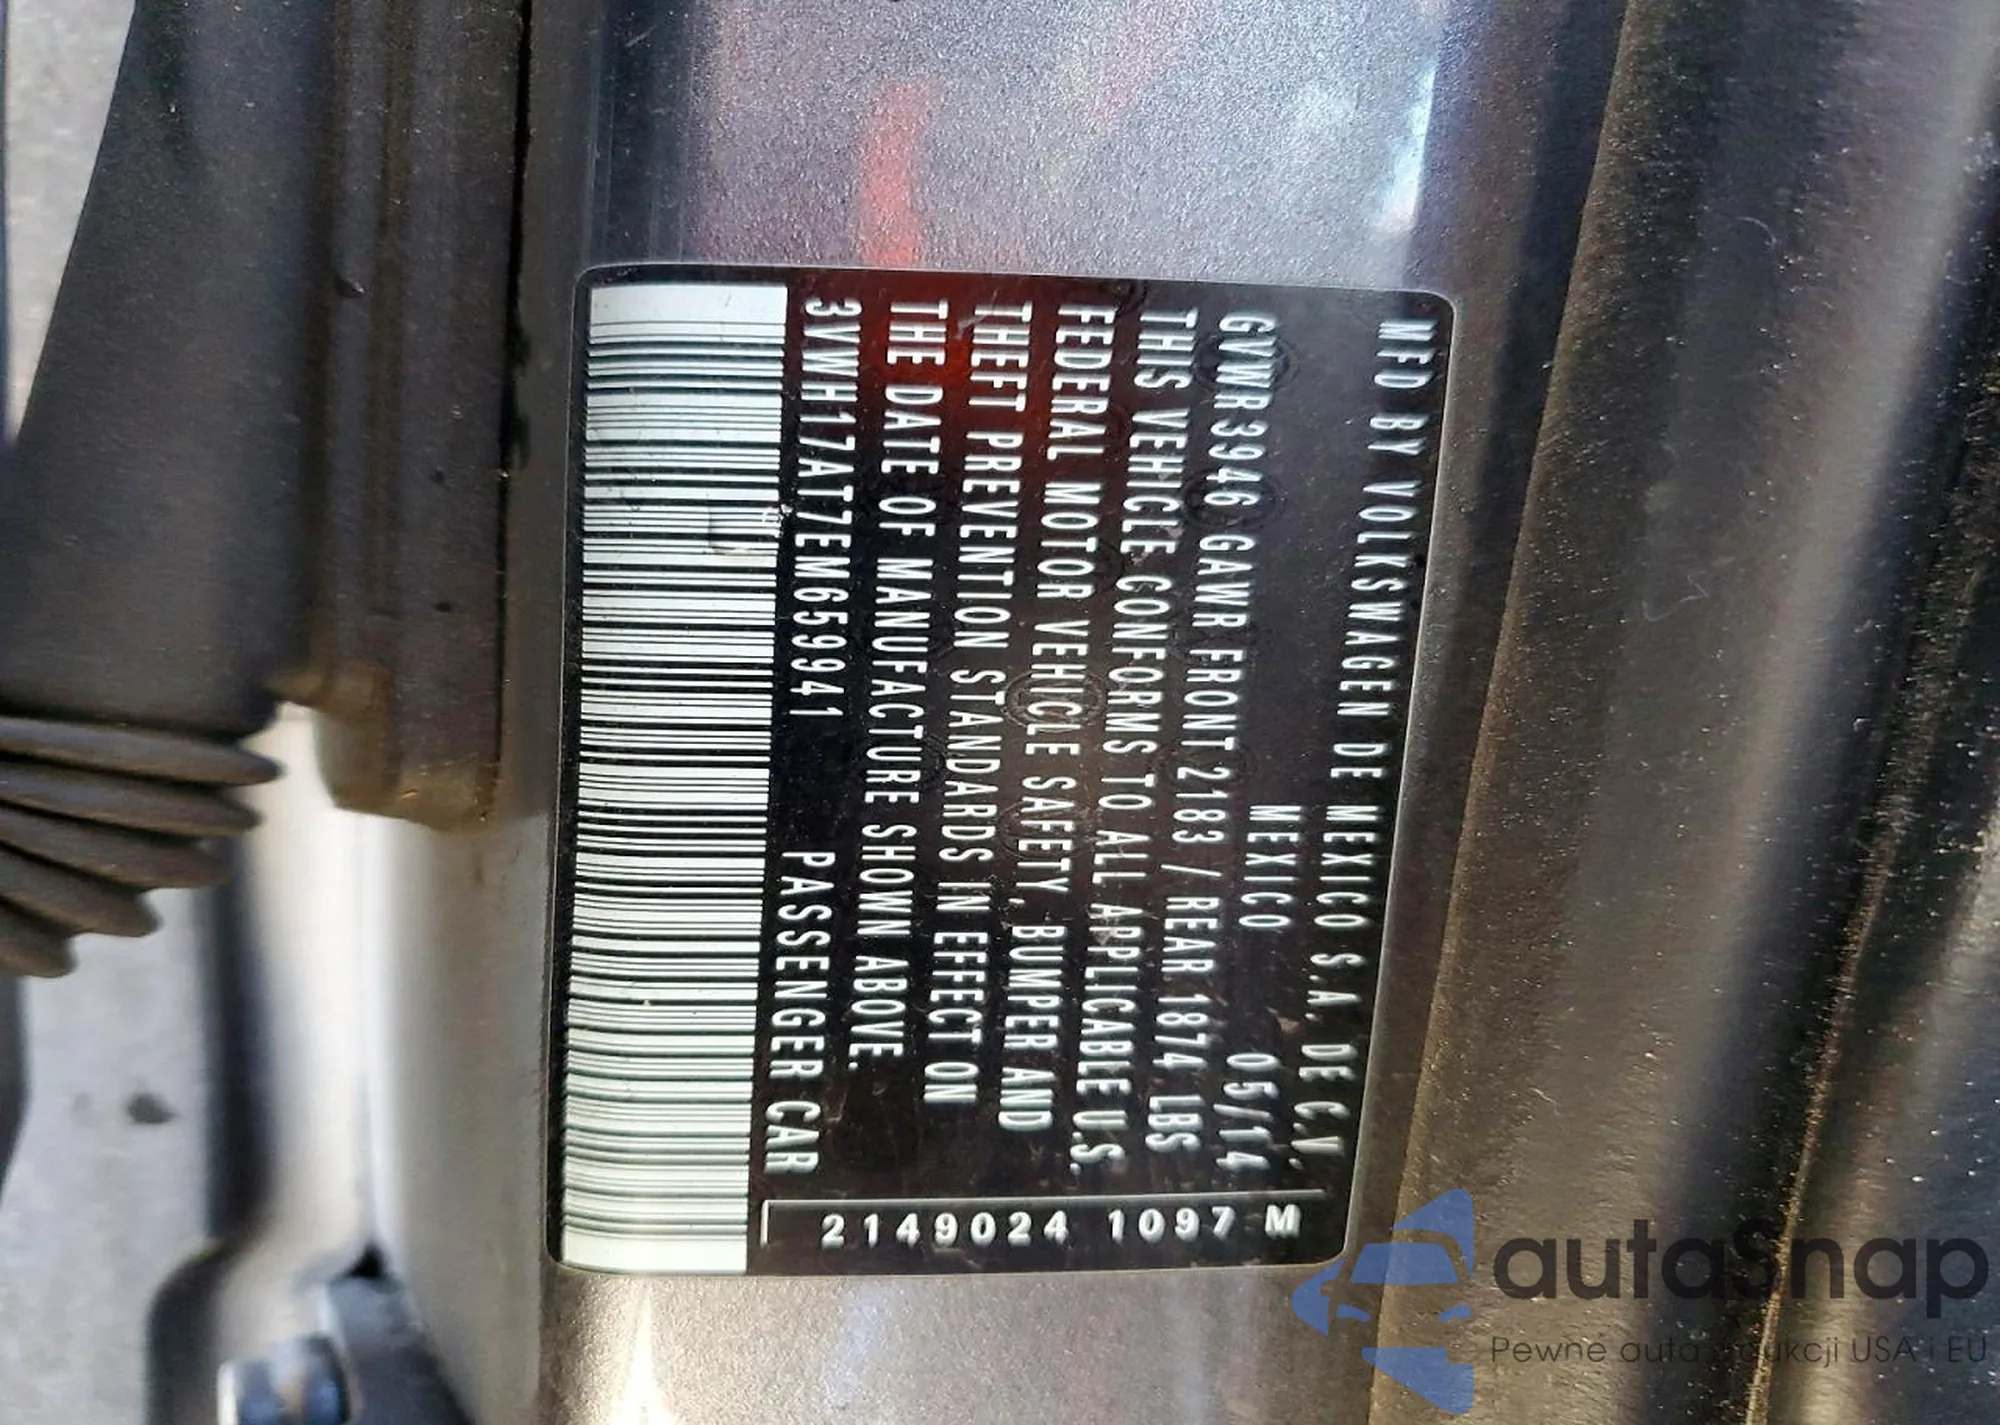 MFD BY VOLKSWAGEN DE MEXICO S.A. DE C.V.
MEXICO 05/14
GVWR 3946 GAWR FRONT 2183 / REAR 1874 LBS
THIS VEHICLE CONFORMS TO ALL APPLICABLE U.S.
FEDERAL MOTOR VEHICLE SAFETY, BUMPER AND
THEFT PREVENTION STANDARDS IN EFFECT ON
THE DATE OF MANUFACTURE SHOWN ABOVE.
3VWH17AT7EM659941 PASSENGER CAR
2149024 1097 M
autaSnap
Pewne auta z aukcji USA i EU